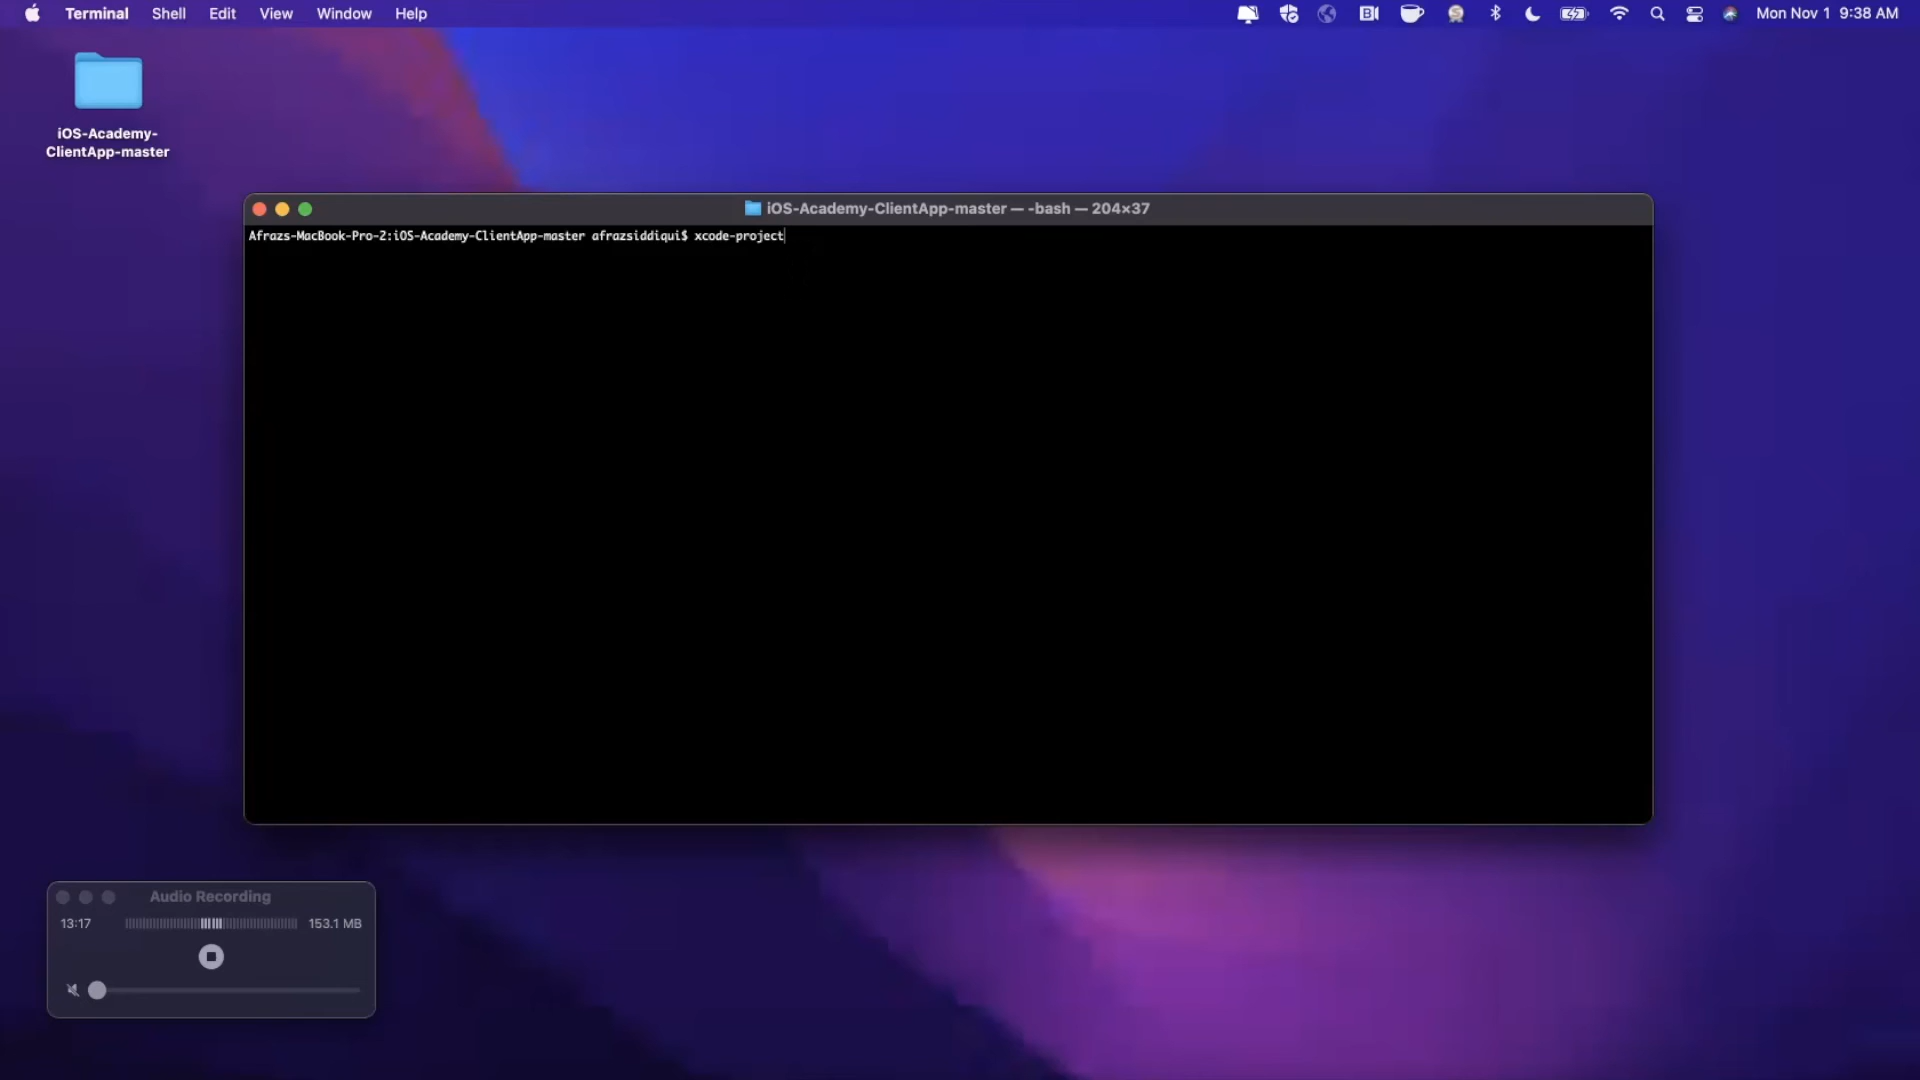 Terminal Shell Edit View Window Help Mon Nov 1 9:38 AM
iOS-Academy-
ClientApp-master
iOS-Academy-ClientApp-master — -bash — 204×37
Afrazs-MacBook-Pro-2:iOS-Academy-ClientApp-master afrazsiddiqui$ xcode-project
Audio Recording
13:17 153.1 MB